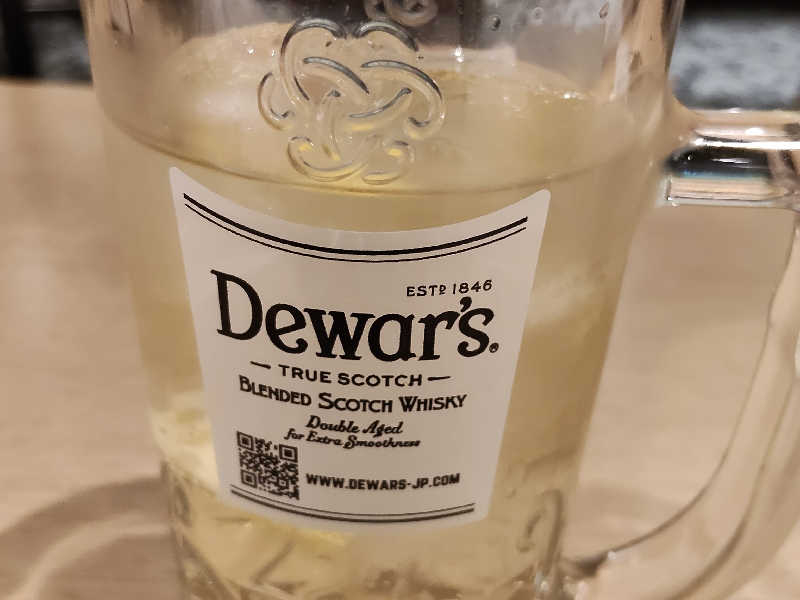 ESTD 1846
Dewar's®
TRUE SCOTCH
BLENDED SCOTCH WHISKY
Double Aged
for Extra Smoothness
WWW.DEWARS-JP.COM